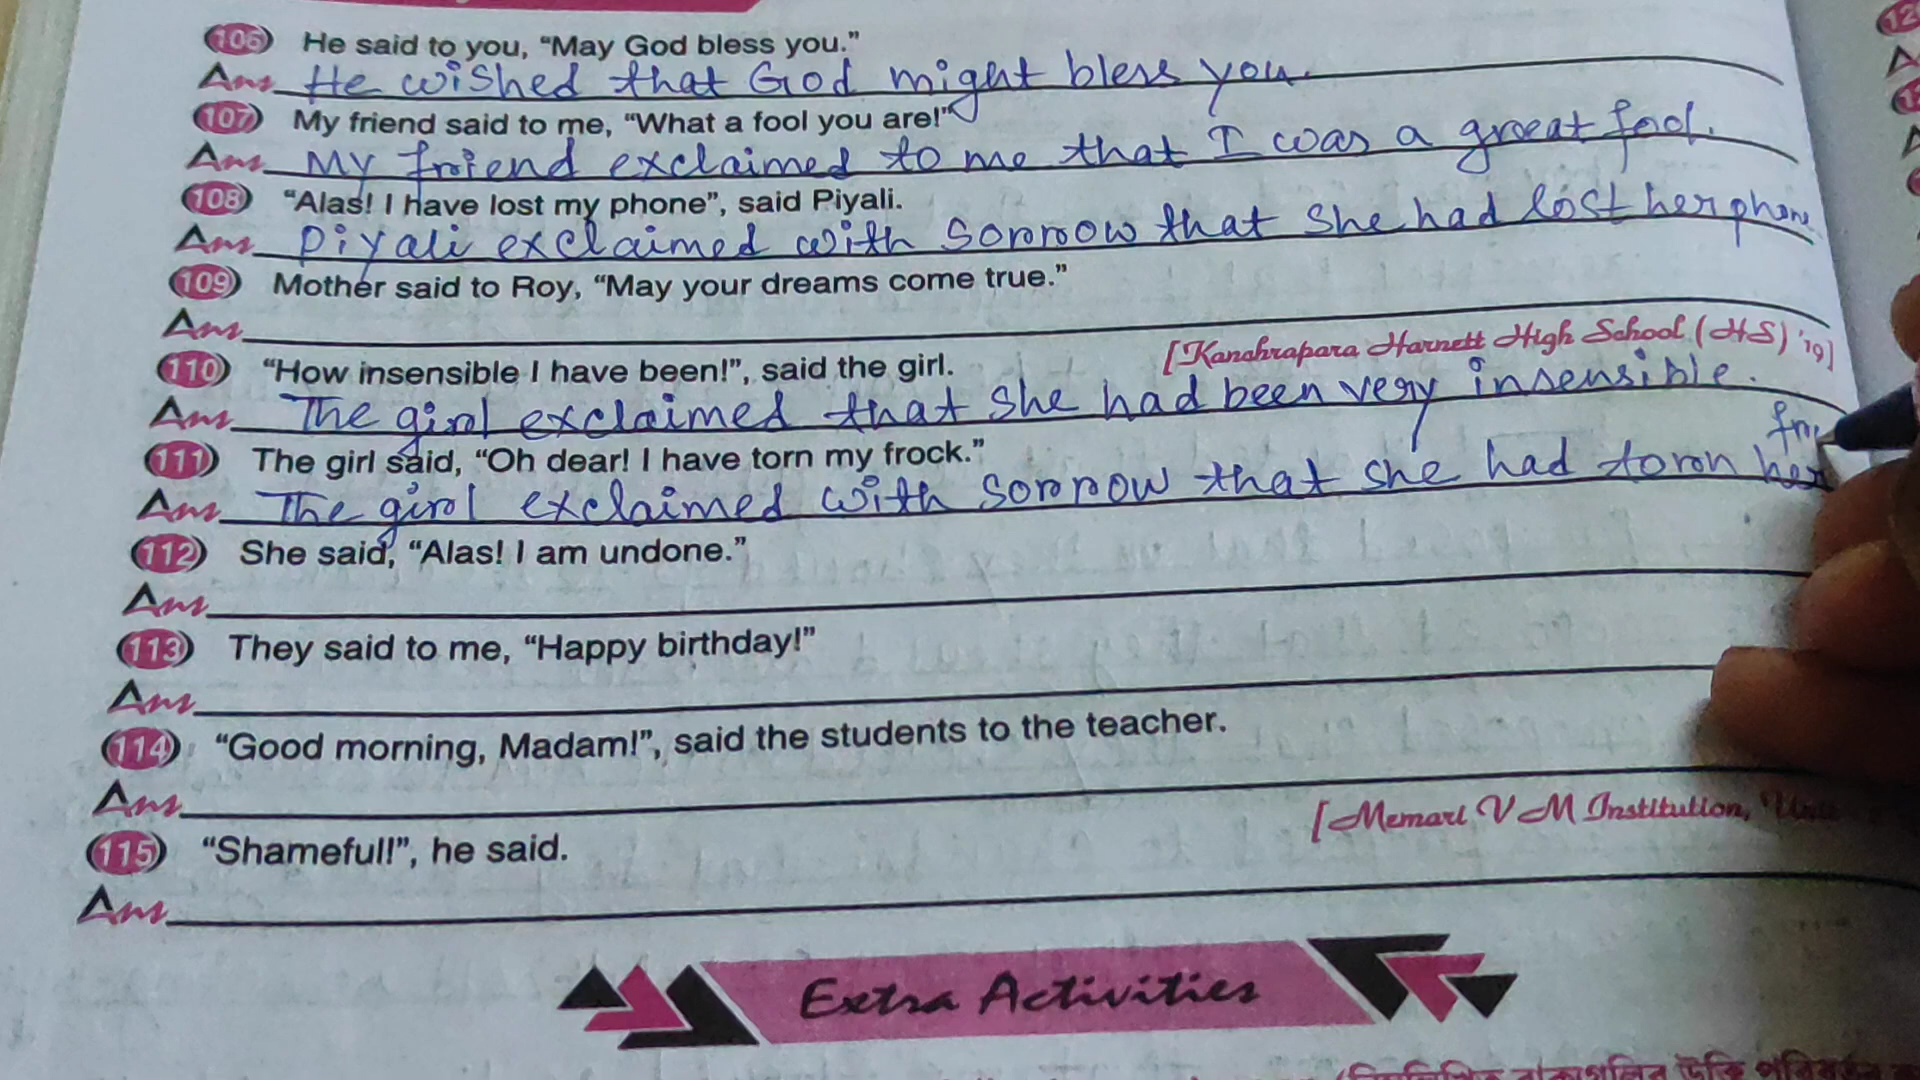 106 He said to you, “May God bless you.”
Ans He wished that God might bless you.
107 My friend said to me, “What a fool you are!”
Ans My friend exclaimed to me that I was a great fool.
108 “Alas! I have lost my phone”, said Piyali.
Ans Piyali exclaimed with sorrow that she had lost her phone
109 Mother said to Roy, “May your dreams come true.”
Ans
[Kanchrapara Harnett High School (HS) '19]
110 “How insensible I have been!”, said the girl.
Ans The girl exclaimed that she had been very insensible.
111 The girl said, “Oh dear! I have torn my frock.”
Ans The girl exclaimed with sorrow that she had torn her
112 She said, “Alas! I am undone.”
Ans
113 They said to me, “Happy birthday!”
Ans
114 “Good morning, Madam!”, said the students to the teacher.
Ans
[Memari V M Institution,
115 “Shameful!”, he said.
Ans
Extra Activities